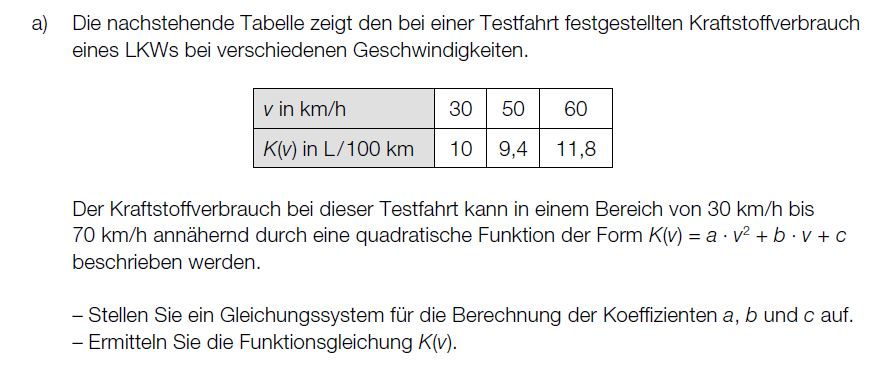 a) Die nachstehende Tabelle zeigt den bei einer Testfahrt festgestellten Kraftstoffverbrauch
eines LKWs bei verschiedenen Geschwindigkeiten.
v in km/h 30 50 60
K(v) in L/100 km 10 9,4 11,8
Der Kraftstoffverbrauch bei dieser Testfahrt kann in einem Bereich von 30 km/h bis
70 km/h annähernd durch eine quadratische Funktion der Form K(v) = a · v² + b · v + c
beschrieben werden.
– Stellen Sie ein Gleichungssystem für die Berechnung der Koeffizienten a, b und c auf.
– Ermitteln Sie die Funktionsgleichung K(v).